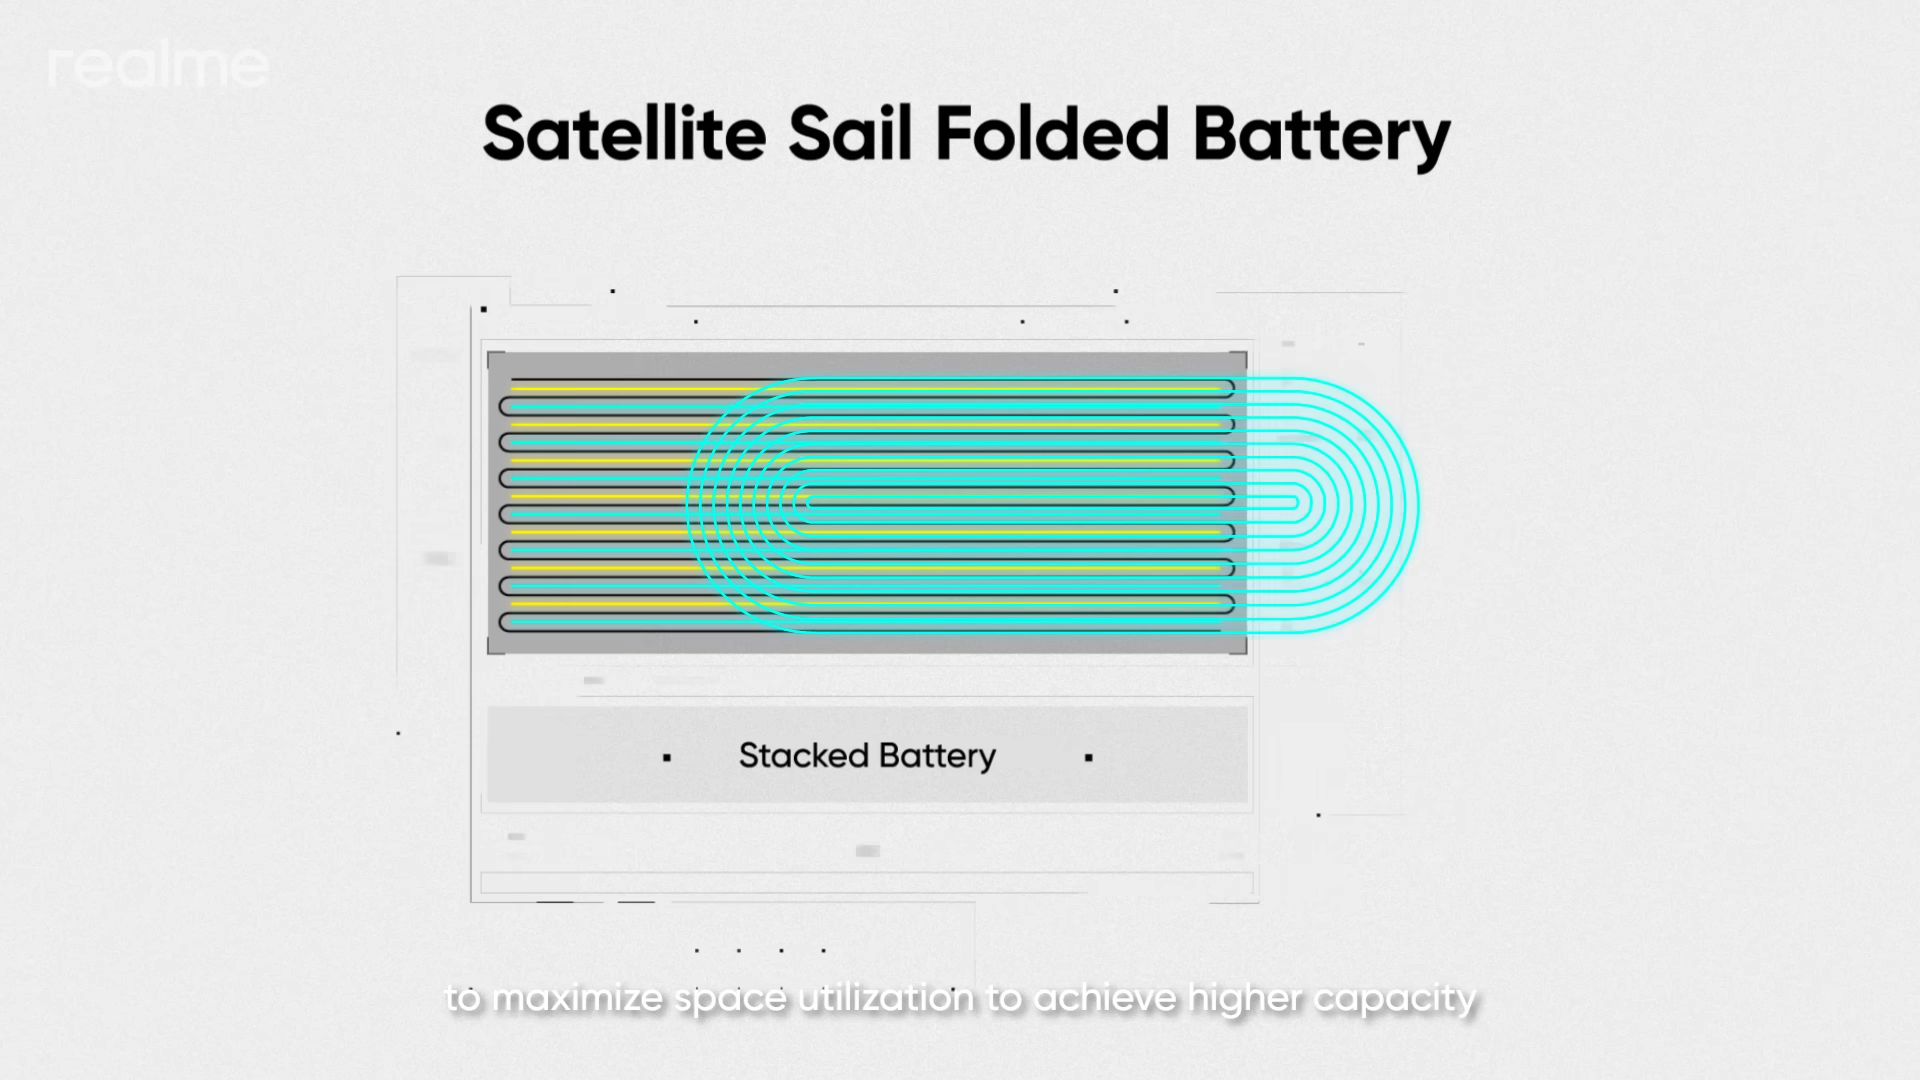 realme
Satellite Sail Folded Battery
Stacked Battery
to maximize space utilization to achieve higher capacity